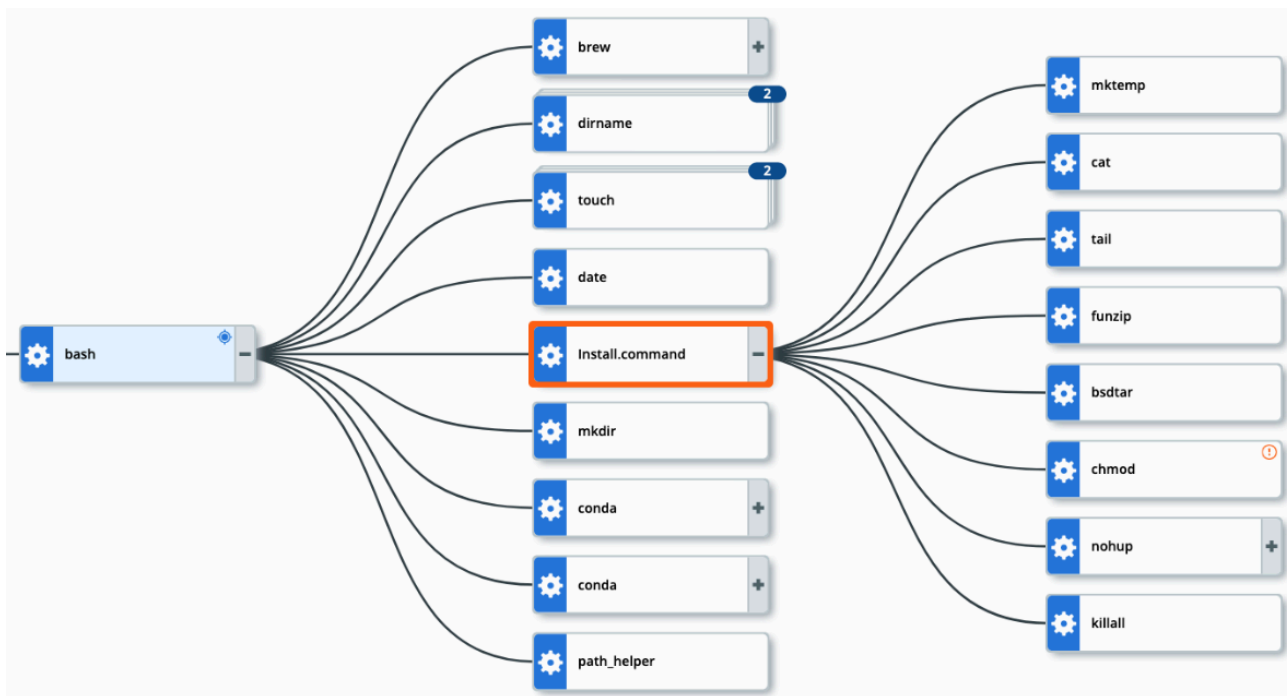 bash
brew
2
dirname
2
touch
date
Install.command
mkdir
conda
conda
path_helper
mktemp
cat
tail
funzip
bsdtar
chmod
nohup
killall